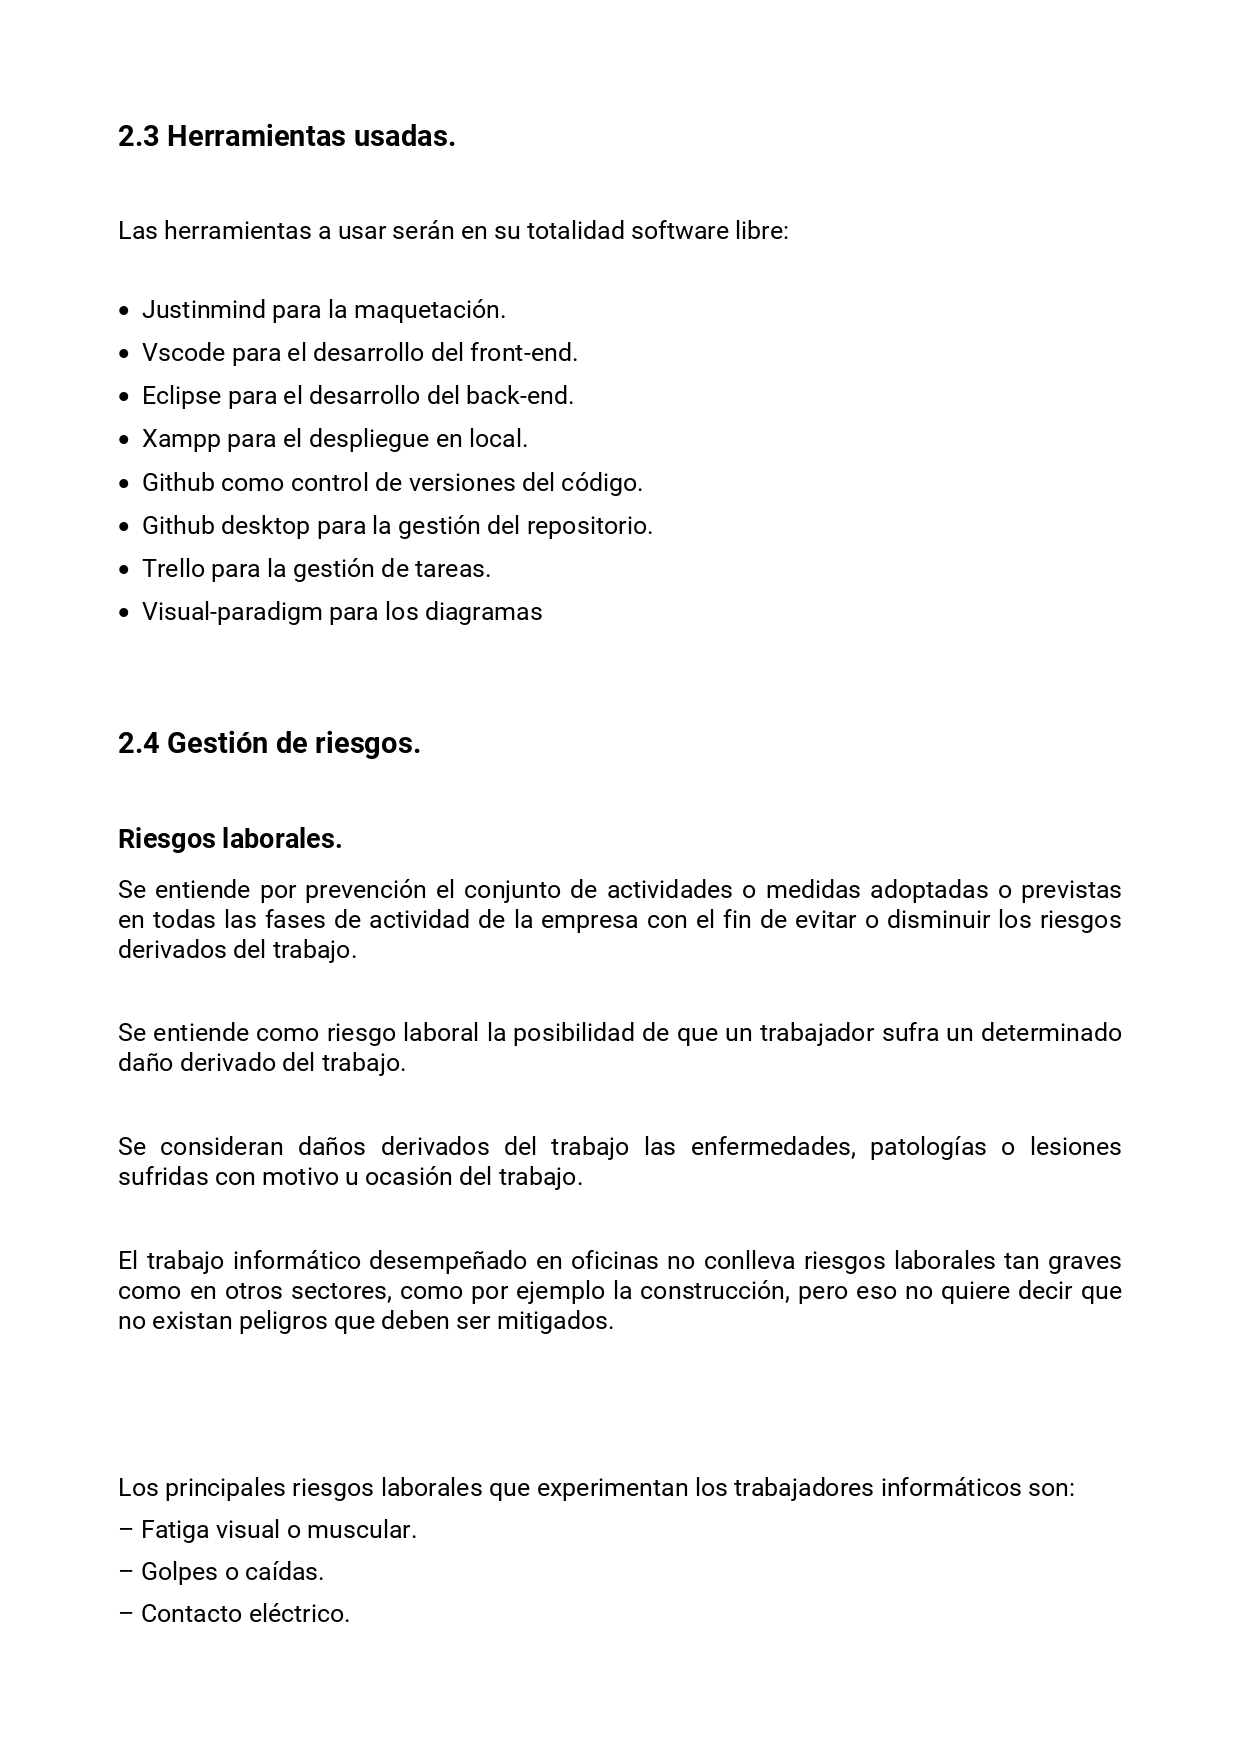 2.3 Herramientas usadas.
Las herramientas a usar serán en su totalidad software libre:
• Justinmind para la maquetación.
• Vscode para el desarrollo del front-end.
• Eclipse para el desarrollo del back-end.
• Xampp para el despliegue en local.
• Github como control de versiones del código.
• Github desktop para la gestión del repositorio.
• Trello para la gestión de tareas.
• Visual-paradigm para los diagramas
2.4 Gestión de riesgos.
Riesgos laborales.
Se entiende por prevención el conjunto de actividades o medidas adoptadas o previstas
en todas las fases de actividad de la empresa con el fin de evitar o disminuir los riesgos
derivados del trabajo.
Se entiende como riesgo laboral la posibilidad de que un trabajador sufra un determinado
daño derivado del trabajo.
Se consideran daños derivados del trabajo las enfermedades, patologías o lesiones
sufridas con motivo u ocasión del trabajo.
El trabajo informático desempeñado en oficinas no conlleva riesgos laborales tan graves
como en otros sectores, como por ejemplo la construcción, pero eso no quiere decir que
no existan peligros que deben ser mitigados.
Los principales riesgos laborales que experimentan los trabajadores informáticos son:
– Fatiga visual o muscular.
– Golpes o caídas.
– Contacto eléctrico.